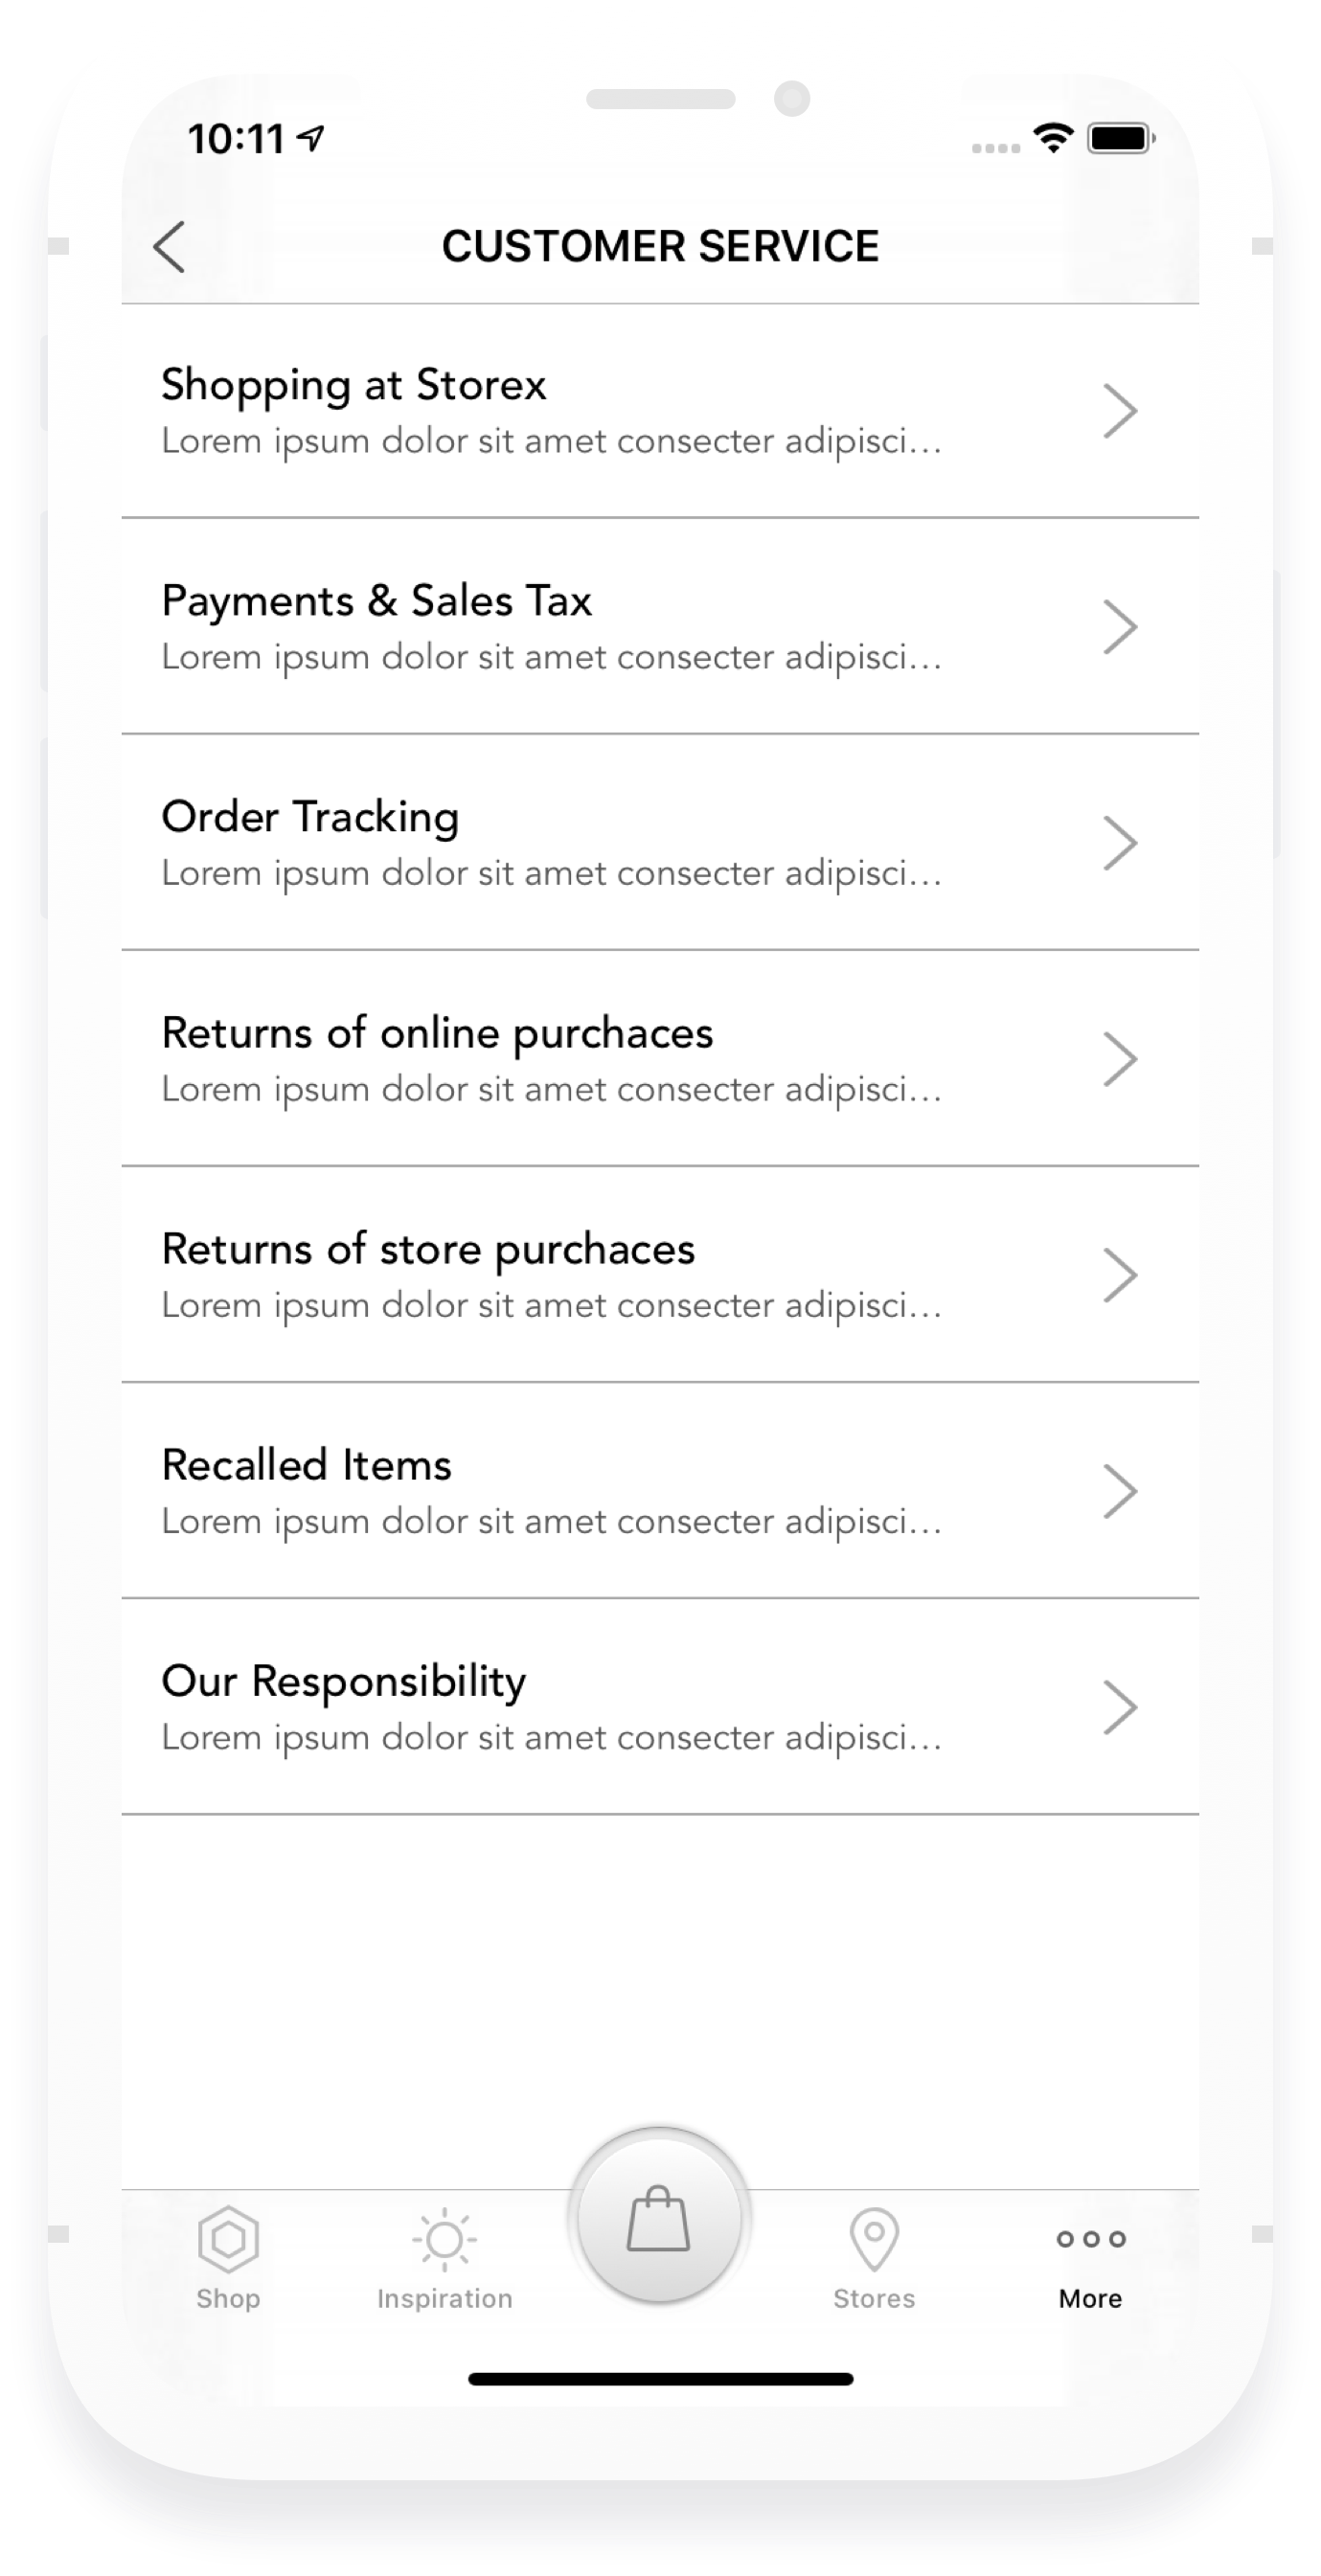 10:11
CUSTOMER SERVICE
Shopping at Storex
Lorem ipsum dolor sit amet consecter adipisci...
Payments & Sales Tax
Lorem ipsum dolor sit amet consecter adipisci...
Order Tracking
Lorem ipsum dolor sit amet consecter adipisci...
Returns of online purchaces
Lorem ipsum dolor sit amet consecter adipisci...
Returns of store purchaces
Lorem ipsum dolor sit amet consecter adipisci...
Recalled Items
Lorem ipsum dolor sit amet consecter adipisci...
Our Responsibility
Lorem ipsum dolor sit amet consecter adipisci...
Shop Inspiration Stores More